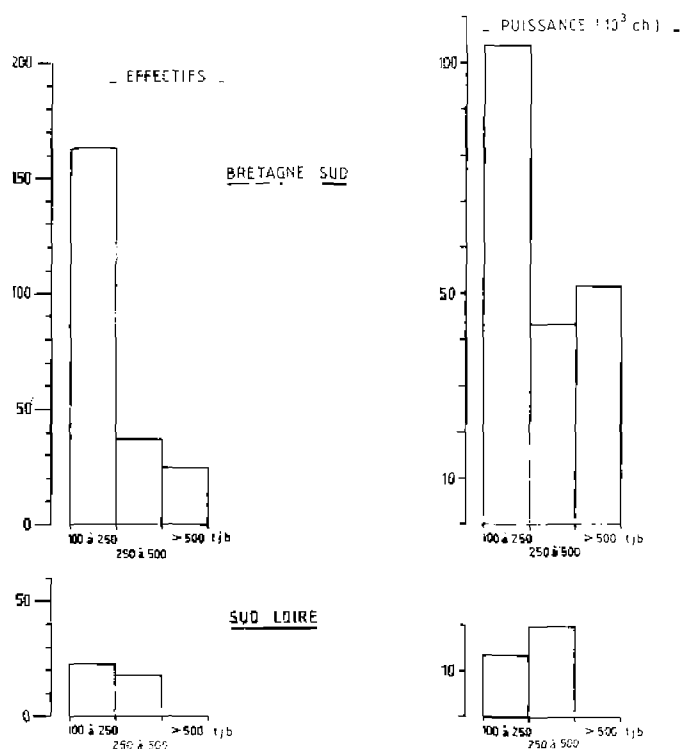 _ EFFECTIFS _
_ PUISSANCE (10³ ch) _
BRETAGNE SUD
200
150
100
50
0
100 à 250
250 à 500
> 500 tjb
100
50
10
100 à 250
250 à 500
> 500 tjb
SUD LOIRE
50
0
100 à 250
250 à 500
> 500 tjb
10
100 à 250
250 à 500
> 500 tjb